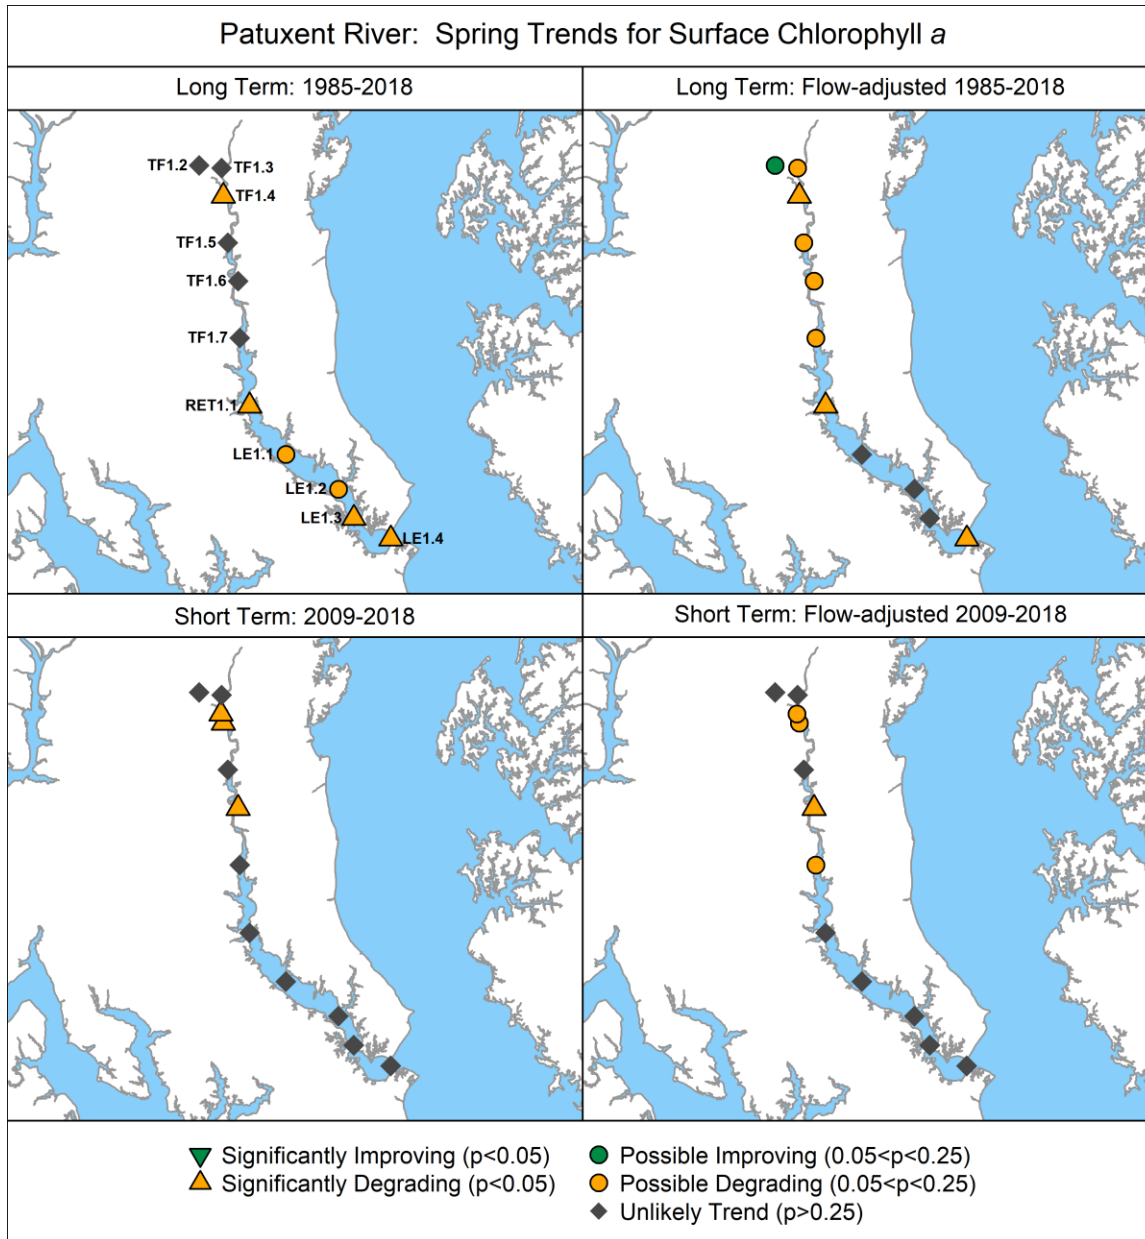 Patuxent River: Spring Trends for Surface Chlorophyll a
Long Term: 1985-2018
Long Term: Flow-adjusted 1985-2018
TF1.2
TF1.3
TF1.4
TF1.5
TF1.6
TF1.7
RET1.1
LE1.1
LE1.2
LE1.3
LE1.4
Short Term: 2009-2018
Short Term: Flow-adjusted 2009-2018
Significantly Improving (p<0.05)
Significantly Degrading (p<0.05)
Possible Improving (0.05<p<0.25)
Possible Degrading (0.05<p<0.25)
Unlikely Trend (p>0.25)